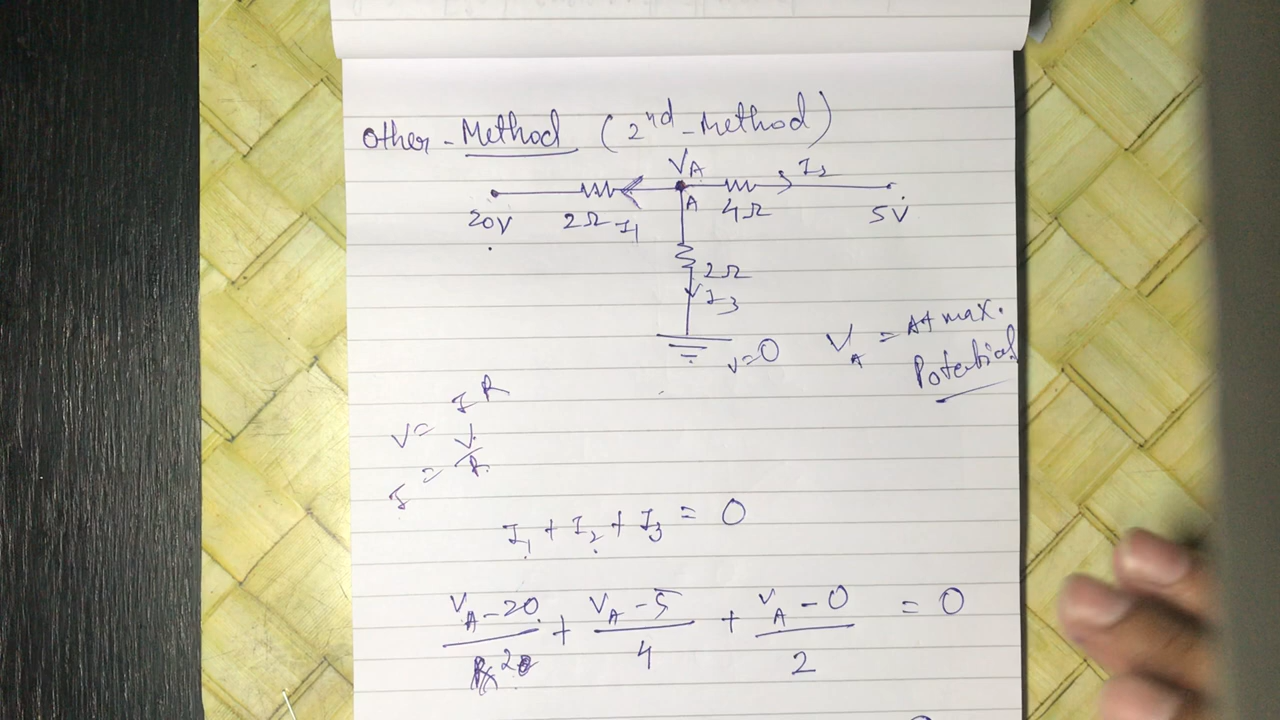 Other - Method (2nd - Method)
VA
I2
20V 2Ω I1 A 4Ω 5V
2Ω
I3
V=0
VA = At max. Potential
V = IR
I = V/R
I1 + I2 + I3 = 0
VA - 20/2 + VA - 5/4 + VA - 0/2 = 0